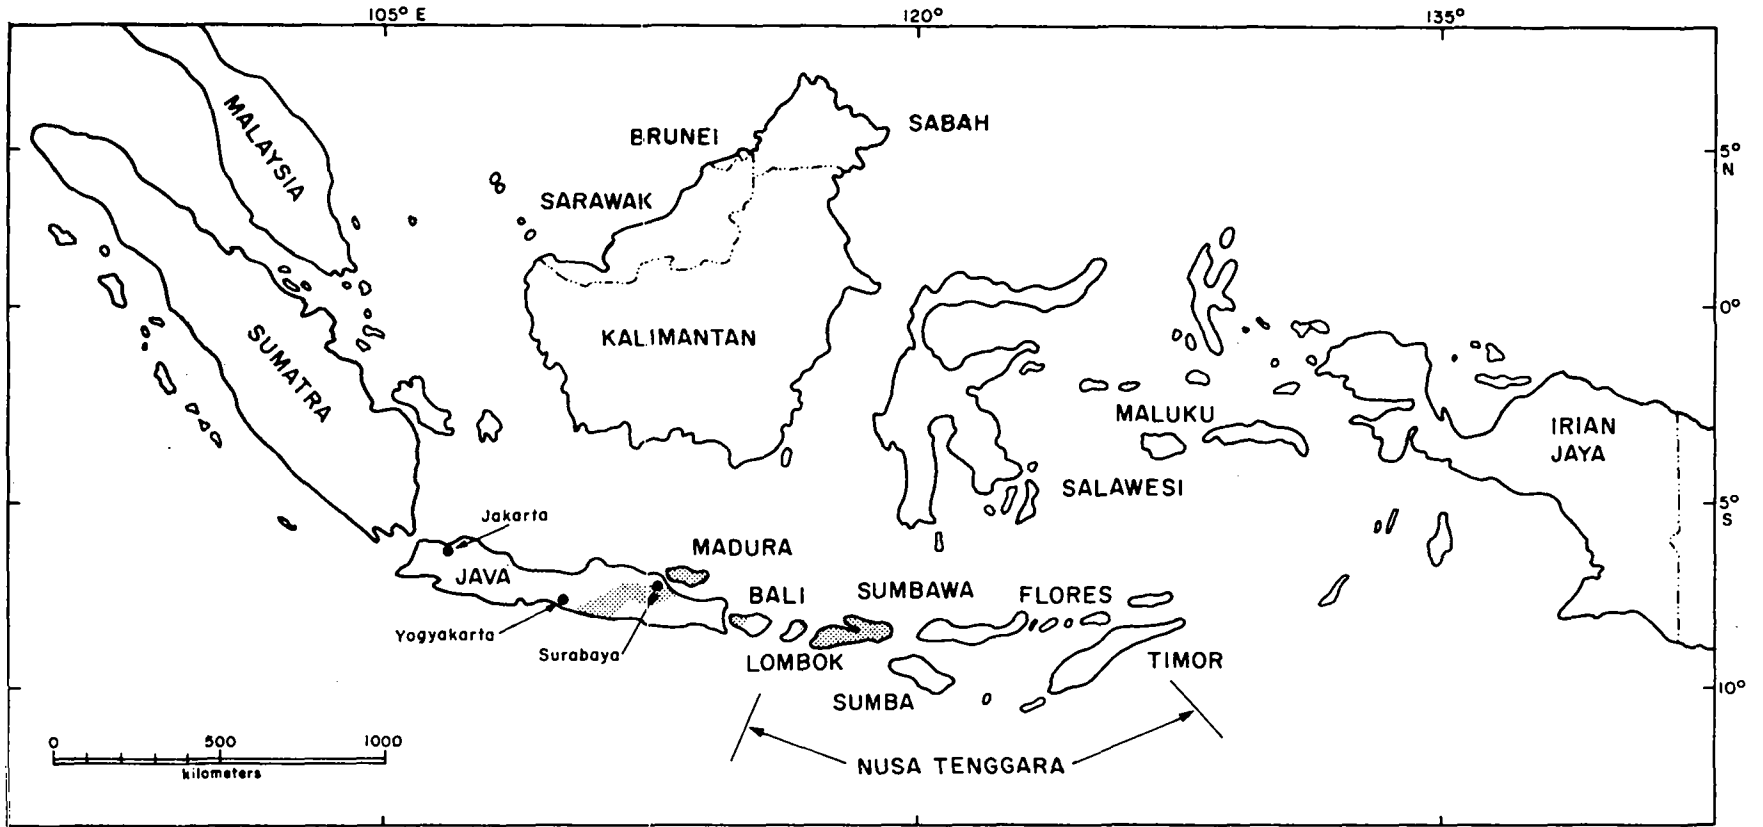 105° E
120°
135°
MALAYSIA
BRUNEI
SABAH
5°
N
SARAWAK
0°
SUMATRA
KALIMANTAN
MALUKU
IRIAN
JAYA
SALAWESI
5°
S
Jakarta
MADURA
JAVA
BALI
SUMBAWA
FLORES
Yogyakarta
Surabaya
LOMBOK
TIMOR
SUMBA
10°
0
500
1000
kilometers
NUSA TENGGARA